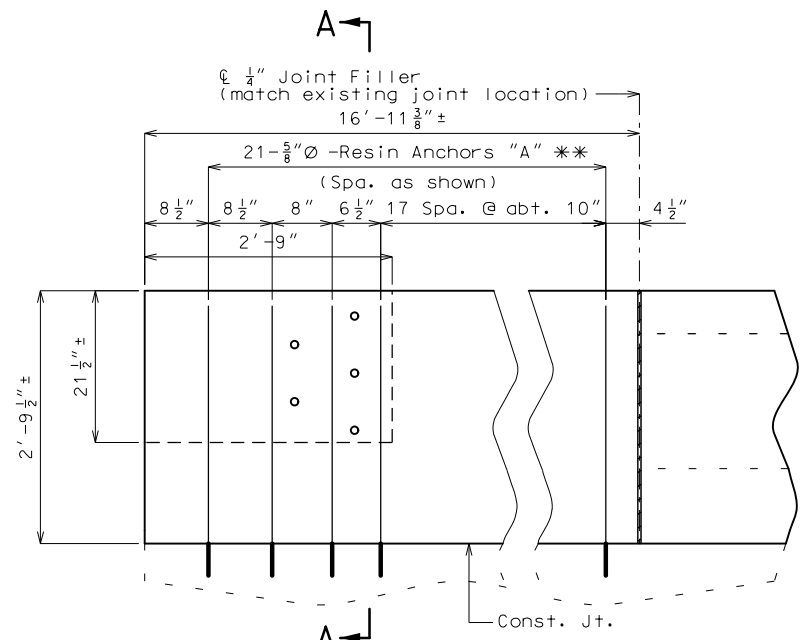 A
℄ 1/4" Joint Filler
(match existing joint location)
16'-11 3/8" ±
21-5/8"Ø -Resin Anchors "A" **
(Spa. as shown)
8 1/2" 8 1/2" 8" 6 1/2" 17 Spa. @ abt. 10" 4 1/2"
2'-9"
21 1/2" ±
2'-9 1/2" ±
Const. Jt.
A